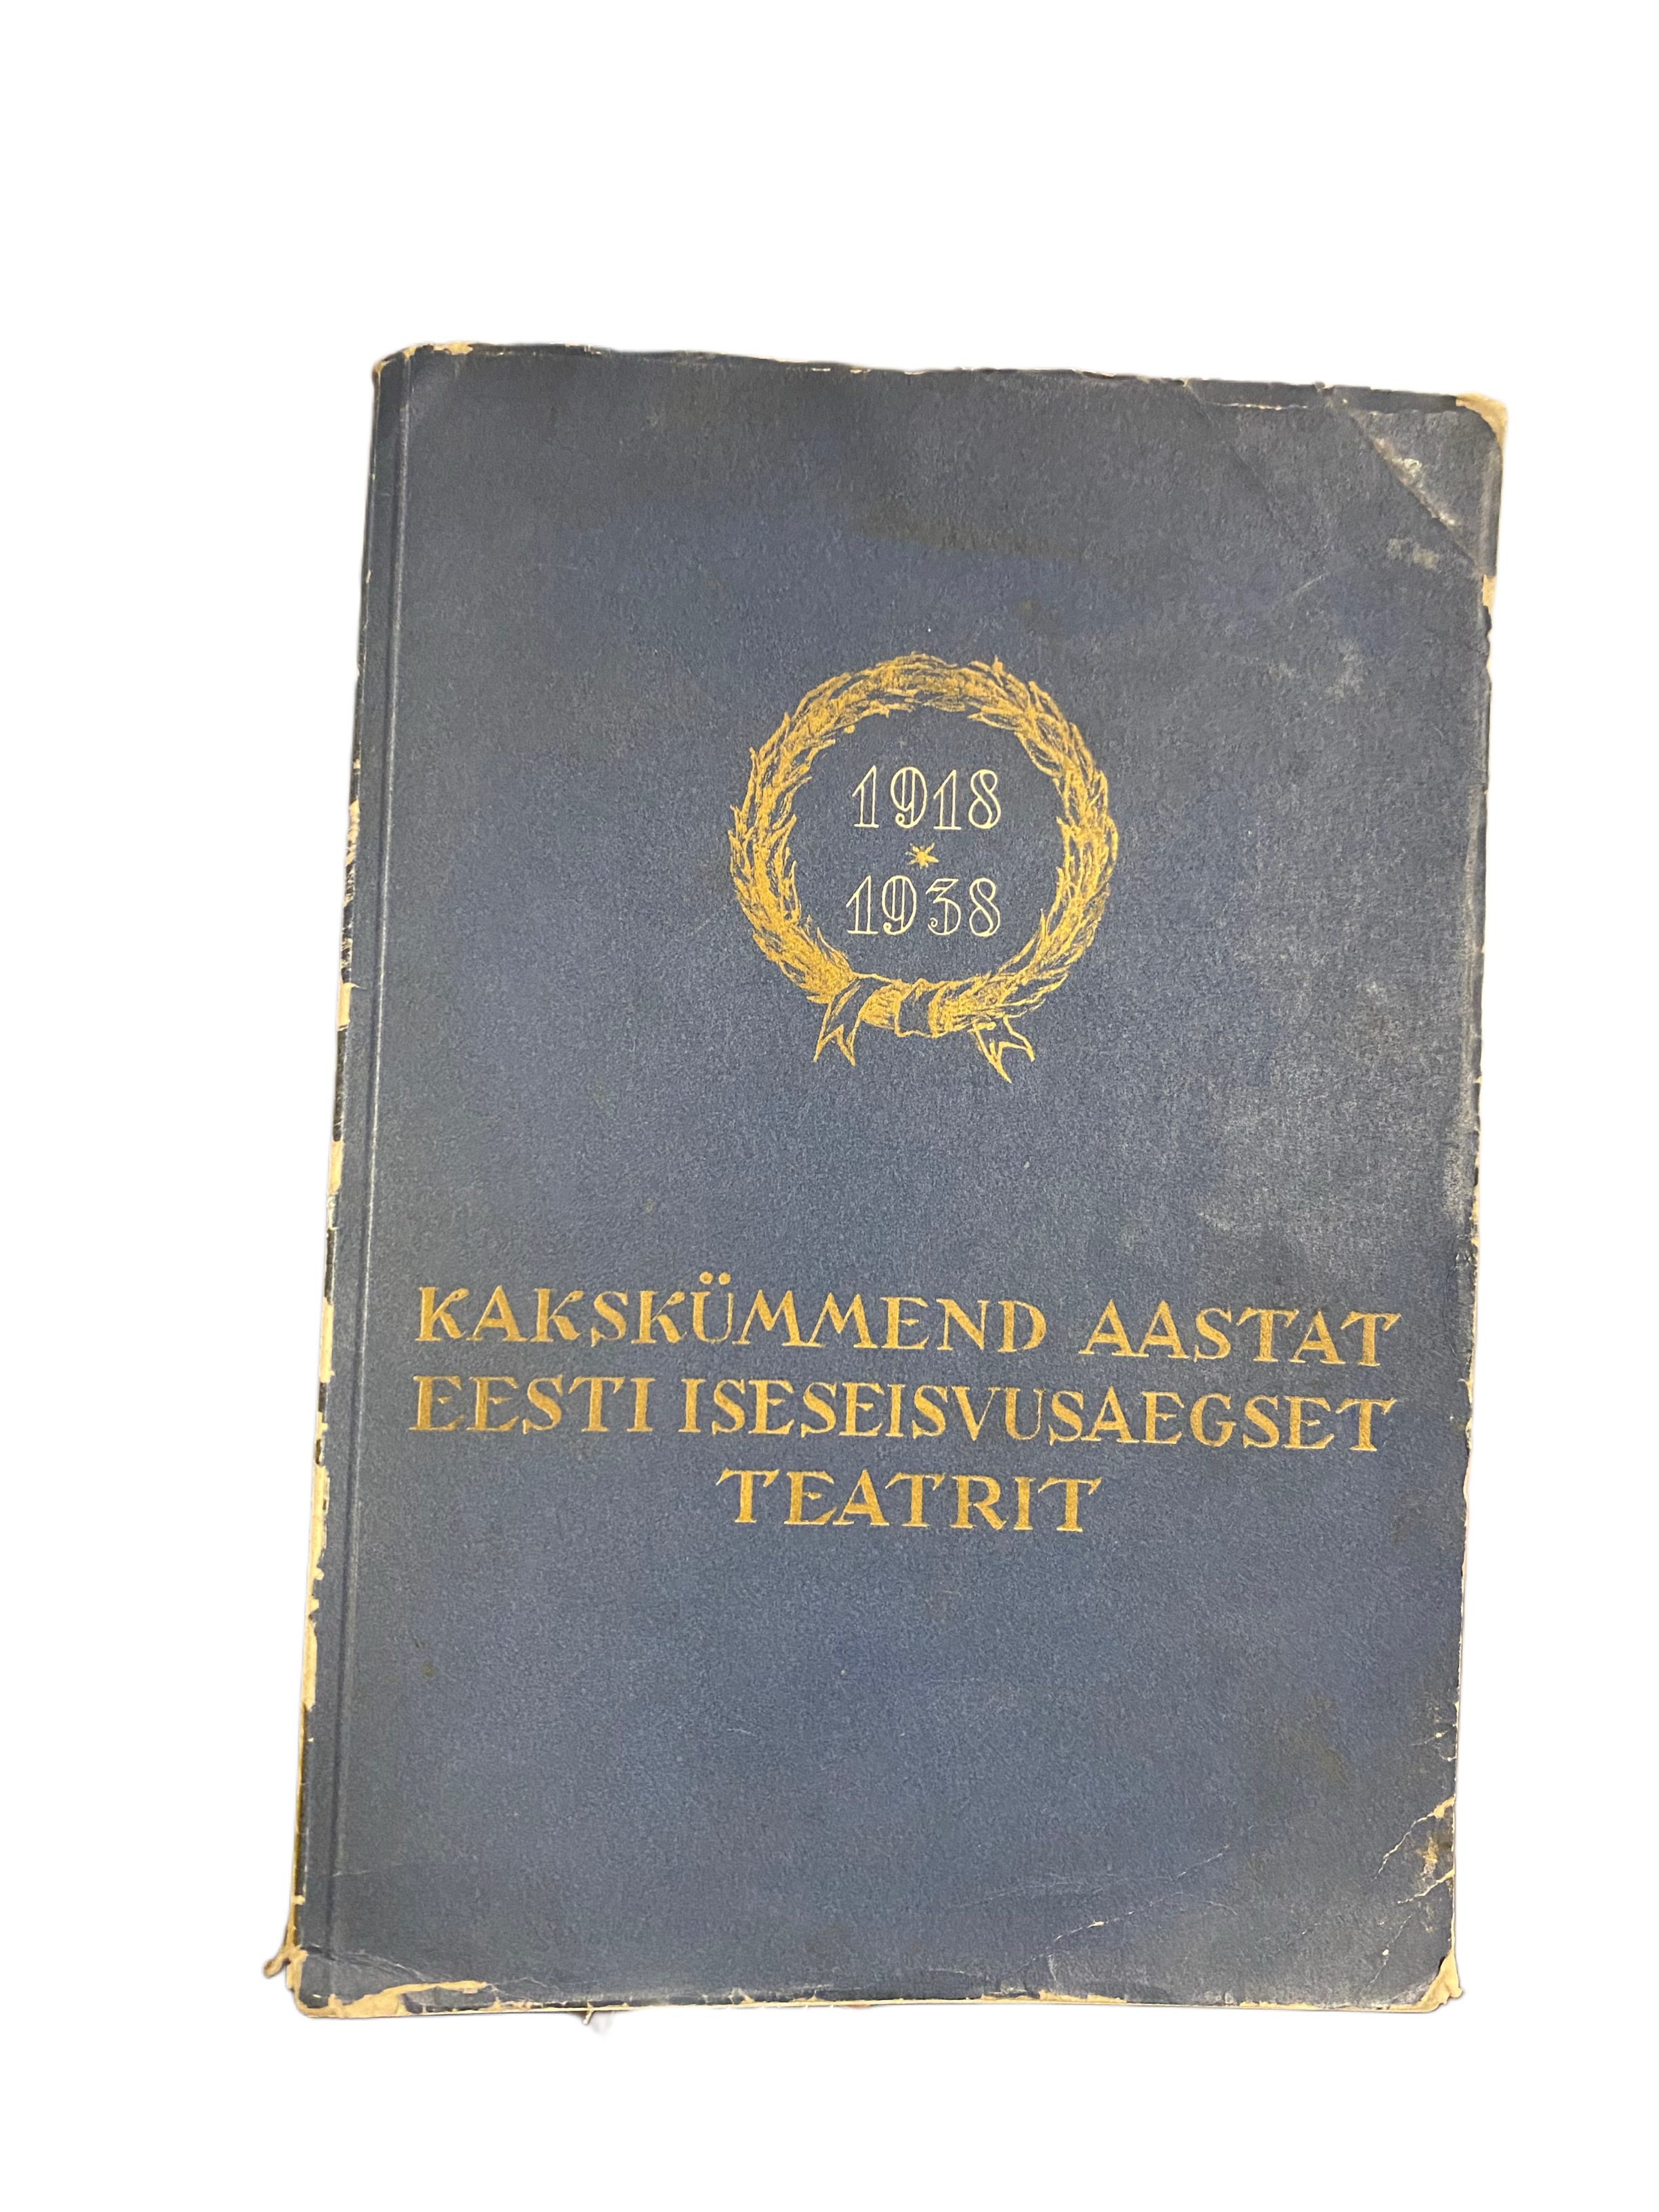 1918
1938
KAKSKÜMMEND AASTAT
EESTI ISESEISVUSAEGSET
TEATRIT